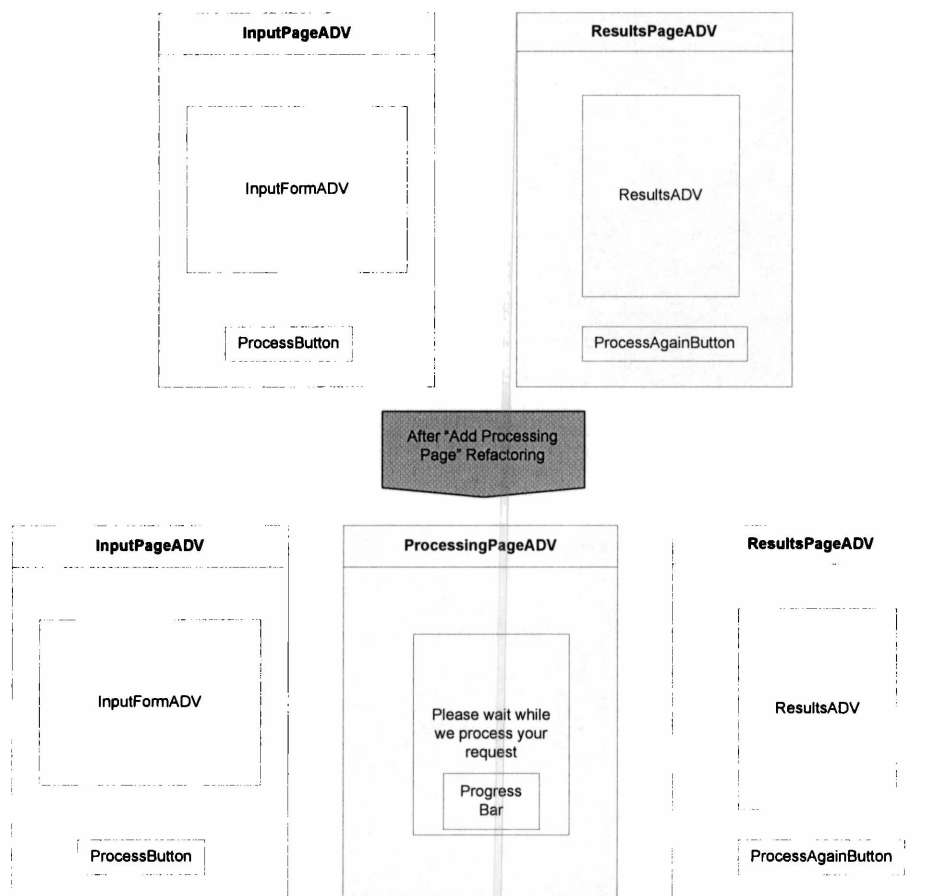 InputPageADV
InputFormADV
ProcessButton
ResultsPageADV
ResultsADV
ProcessAgainButton
After "Add Processing
Page" Refactoring
InputPageADV
InputFormADV
ProcessButton
ProcessingPageADV
Please wait while
we process your
request
Progress
Bar
ResultsPageADV
ResultsADV
ProcessAgainButton